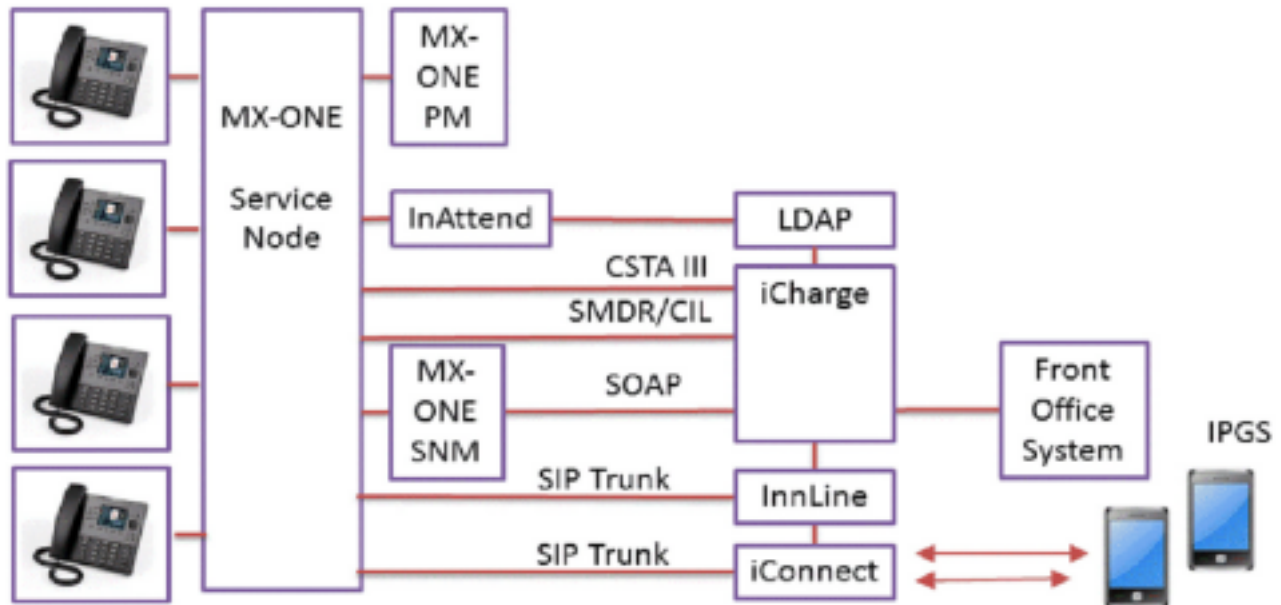 MX-ONE
Service
Node
MX-
ONE
PM
InAttend
LDAP
CSTA III
iCharge
SMDR/CIL
MX-
ONE
SNM
SOAP
Front
Office
System
IPGS
SIP Trunk
InnLine
SIP Trunk
iConnect